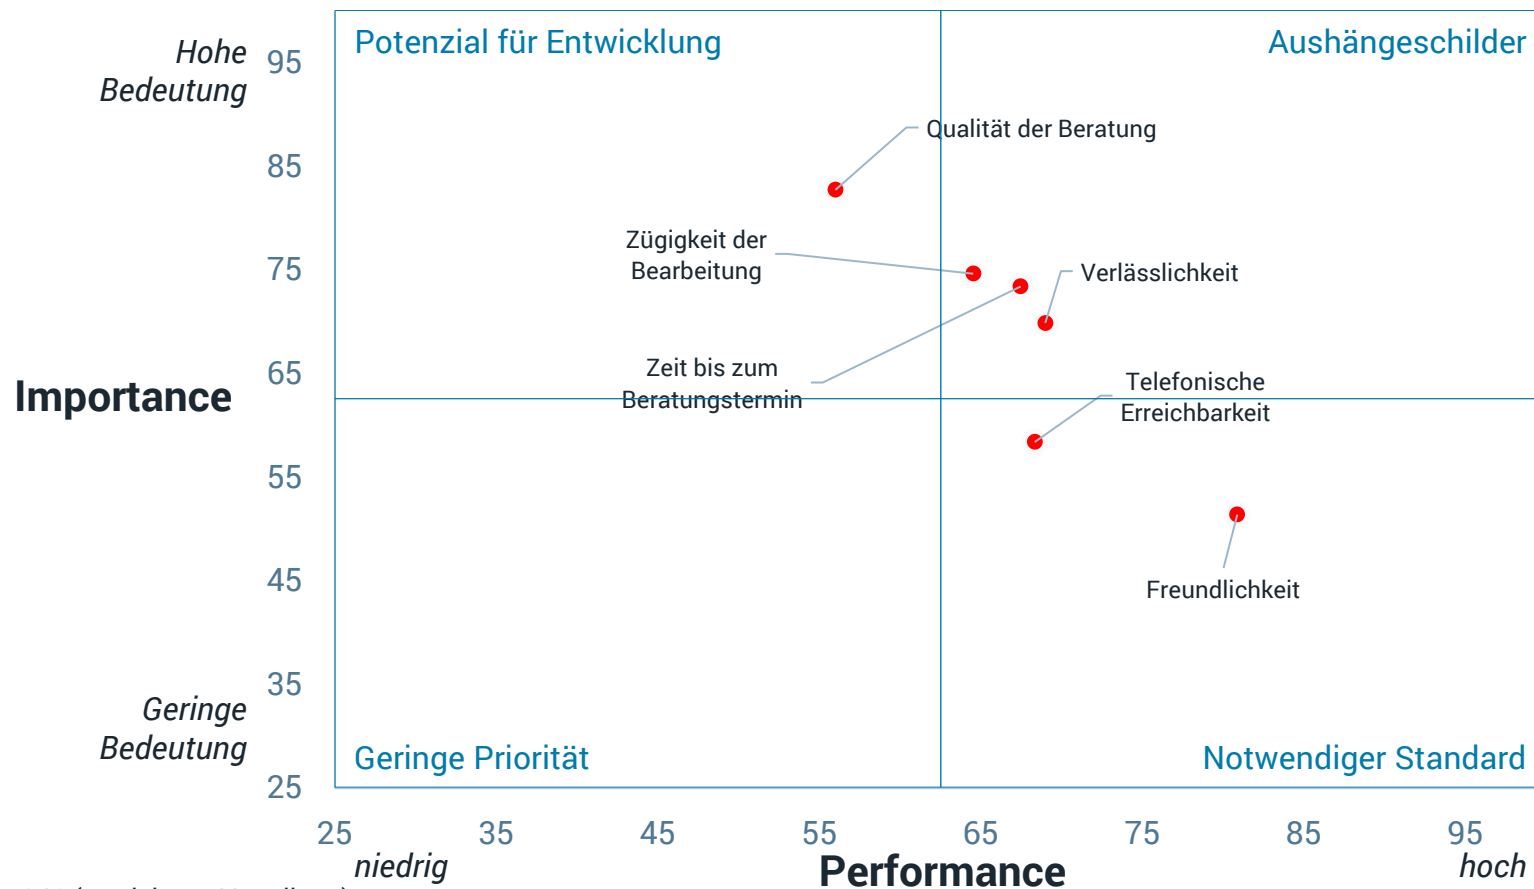 Potenzial für Entwicklung
Aushängeschilder
Hohe
Bedeutung
95
Qualität der Beratung
85
Zügigkeit der
Bearbeitung
75
Verlässlichkeit
Zeit bis zum
Beratungstermin
65
Telefonische
Erreichbarkeit
Importance
55
45
Freundlichkeit
35
Geringe
Bedeutung
Geringe Priorität
Notwendiger Standard
25
25 35 45 55 65 75 85 95
niedrig
Performance
hoch